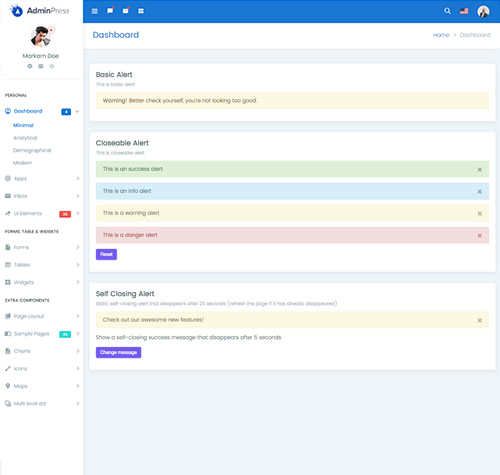 AdminPress
Markarn Doe
PERSONAL
Dashboard 4
Minimal
Analytical
Demographical
Modern
Apps
Inbox
Ui Elements 25
FORMS, TABLE & WIDGETS
Forms
Tables
Widgets
EXTRA COMPONENTS
Page Layout
Sample Pages
Charts
Icons
Maps
Multi level dd
Dashboard
Home > Dashboard
Basic Alert
This is basic alert
Warning! Better check yourself, you're not looking too good.
Closeable Alert
This is closeable alert
This is an success alert
This is an info alert
This is a warning alert
This is a danger alert
Reset
Self Closing Alert
Static self-closing alert that disappears after 20 seconds (refresh the page if it has already disappeared)
Check out our awesome new features!
Show a self-closing success message that disappears after 5 seconds.
Change message